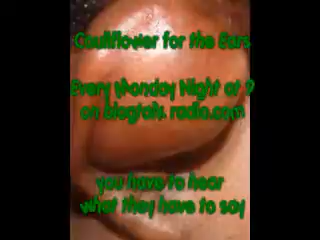 Cauliflower for the Ears
Every Monday Night at 9
on blogtalk radio.com
you have to hear
what they have to say